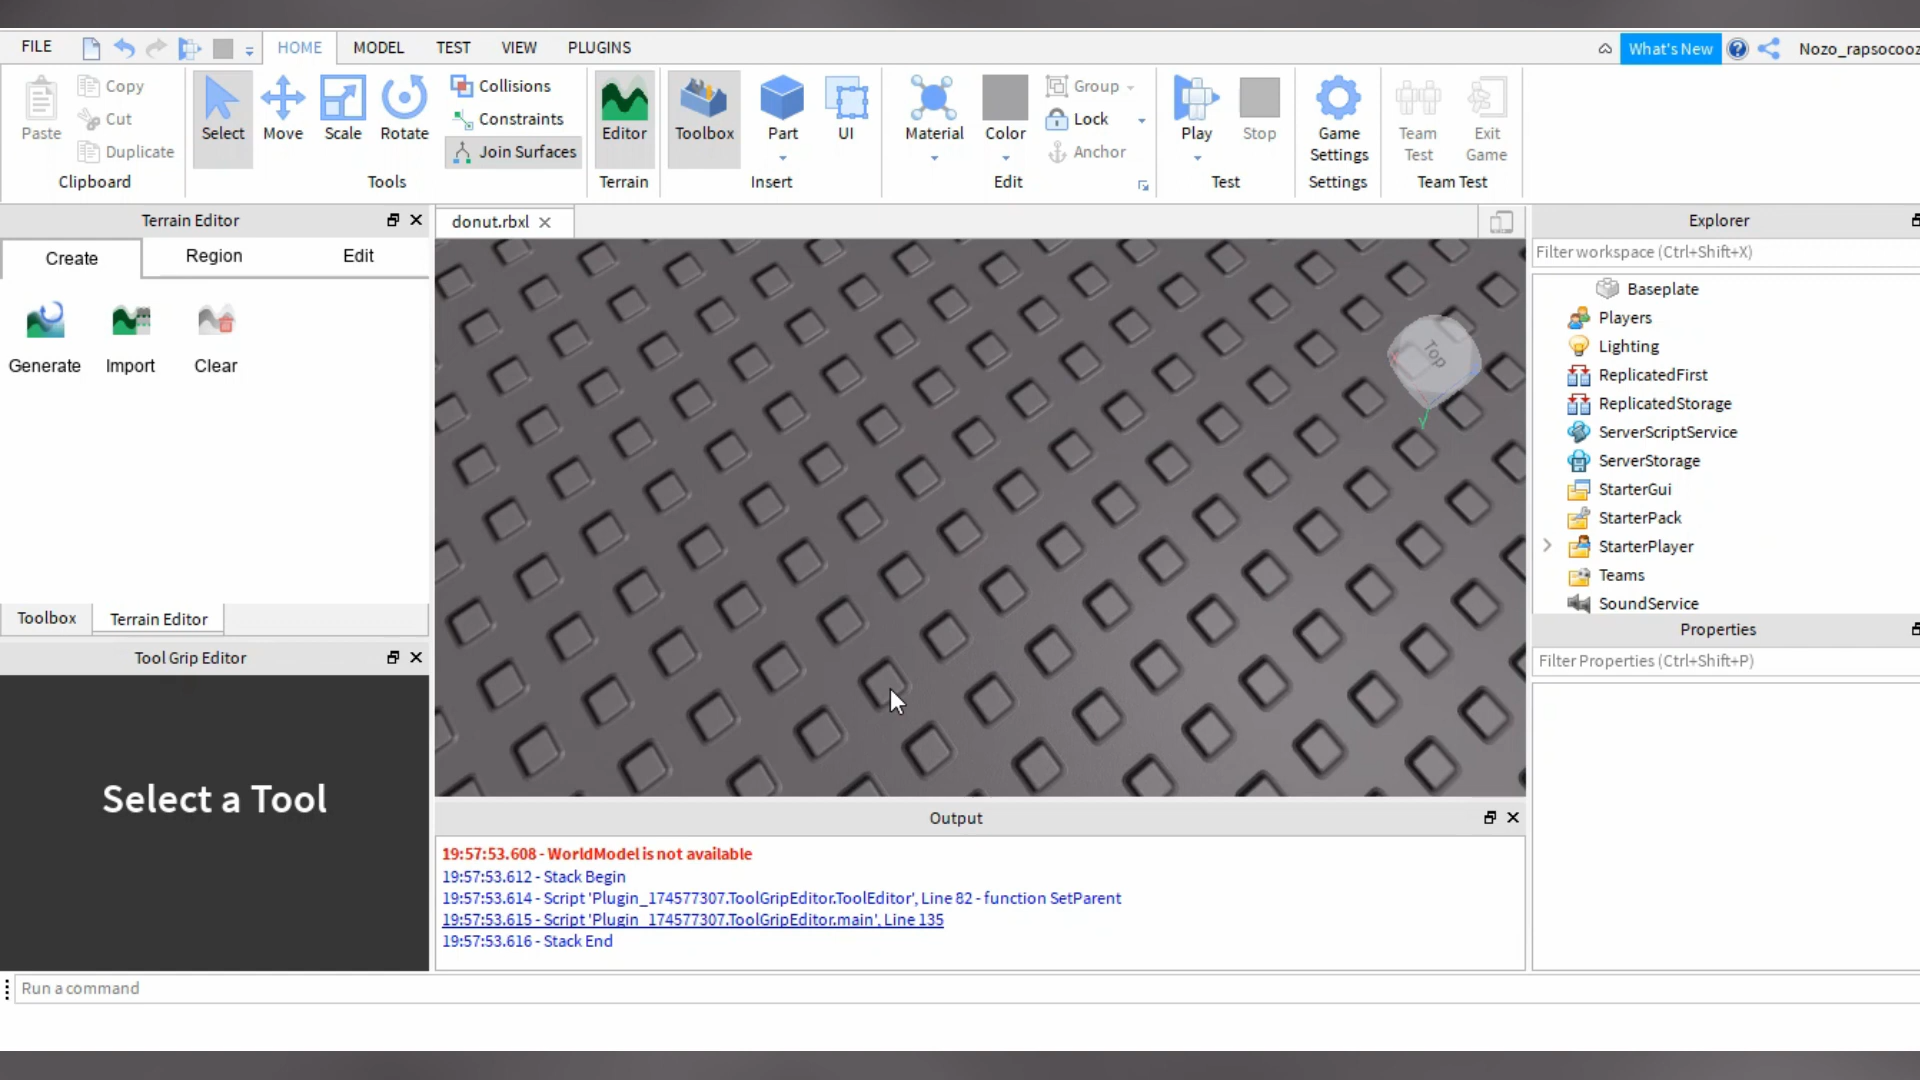 FILE HOME MODEL TEST VIEW PLUGINS What's New ? Nozo_rapsocooz
Paste Copy Cut Duplicate
Select Move Scale Rotate
Collisions
Constraints
Join Surfaces
Editor Toolbox Part UI
Material Color Group Lock Anchor
Play Stop
Game Settings
Team Test
Exit Game
Clipboard Tools Terrain Insert Edit Test Settings Team Test
Terrain Editor
Create Region Edit
Generate Import Clear
Toolbox Terrain Editor
Tool Grip Editor
Select a Tool
donut.rbxl
Top
Y
Output
19:57:53.608 - WorldModel is not available
19:57:53.612 - Stack Begin
19:57:53.614 - Script 'Plugin_174577307.ToolGripEditor.ToolEditor', Line 82 - function SetParent
19:57:53.615 - Script 'Plugin_174577307.ToolGripEditor.main', Line 135
19:57:53.616 - Stack End
Explorer
Filter workspace (Ctrl+Shift+X)
Baseplate
Players
Lighting
ReplicatedFirst
ReplicatedStorage
ServerScriptService
ServerStorage
StarterGui
StarterPack
StarterPlayer
Teams
SoundService
Properties
Filter Properties (Ctrl+Shift+P)
Run a command